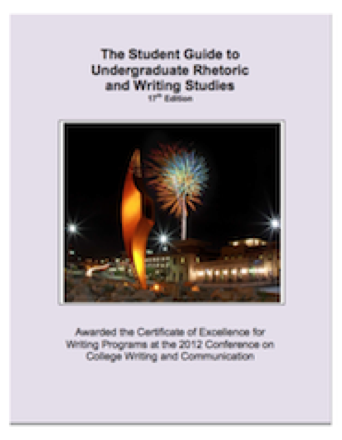 The Student Guide to
Undergraduate Rhetoric
and Writing Studies
17th Edition
Awarded the Certificate of Excellence for
Writing Programs at the 2012 Conference on
College Writing and Communication